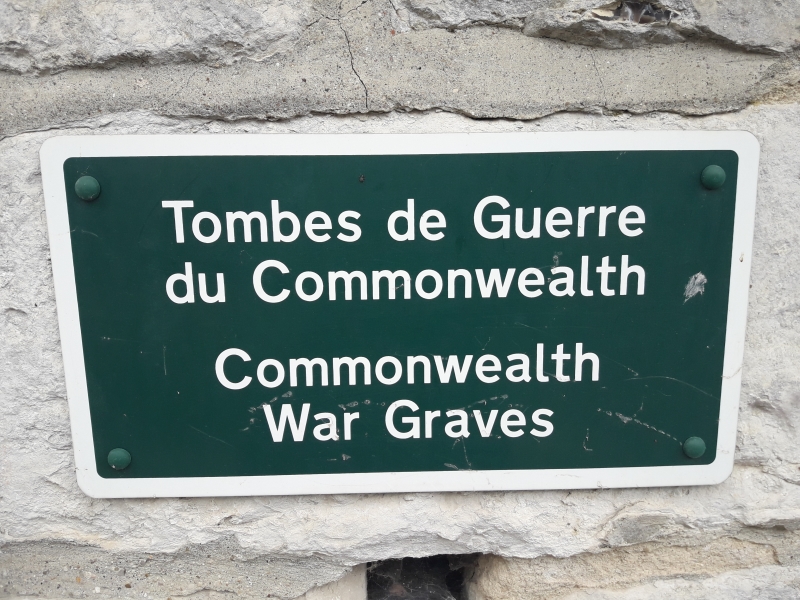 Tombes de Guerre
du Commonwealth
Commonwealth
War Graves